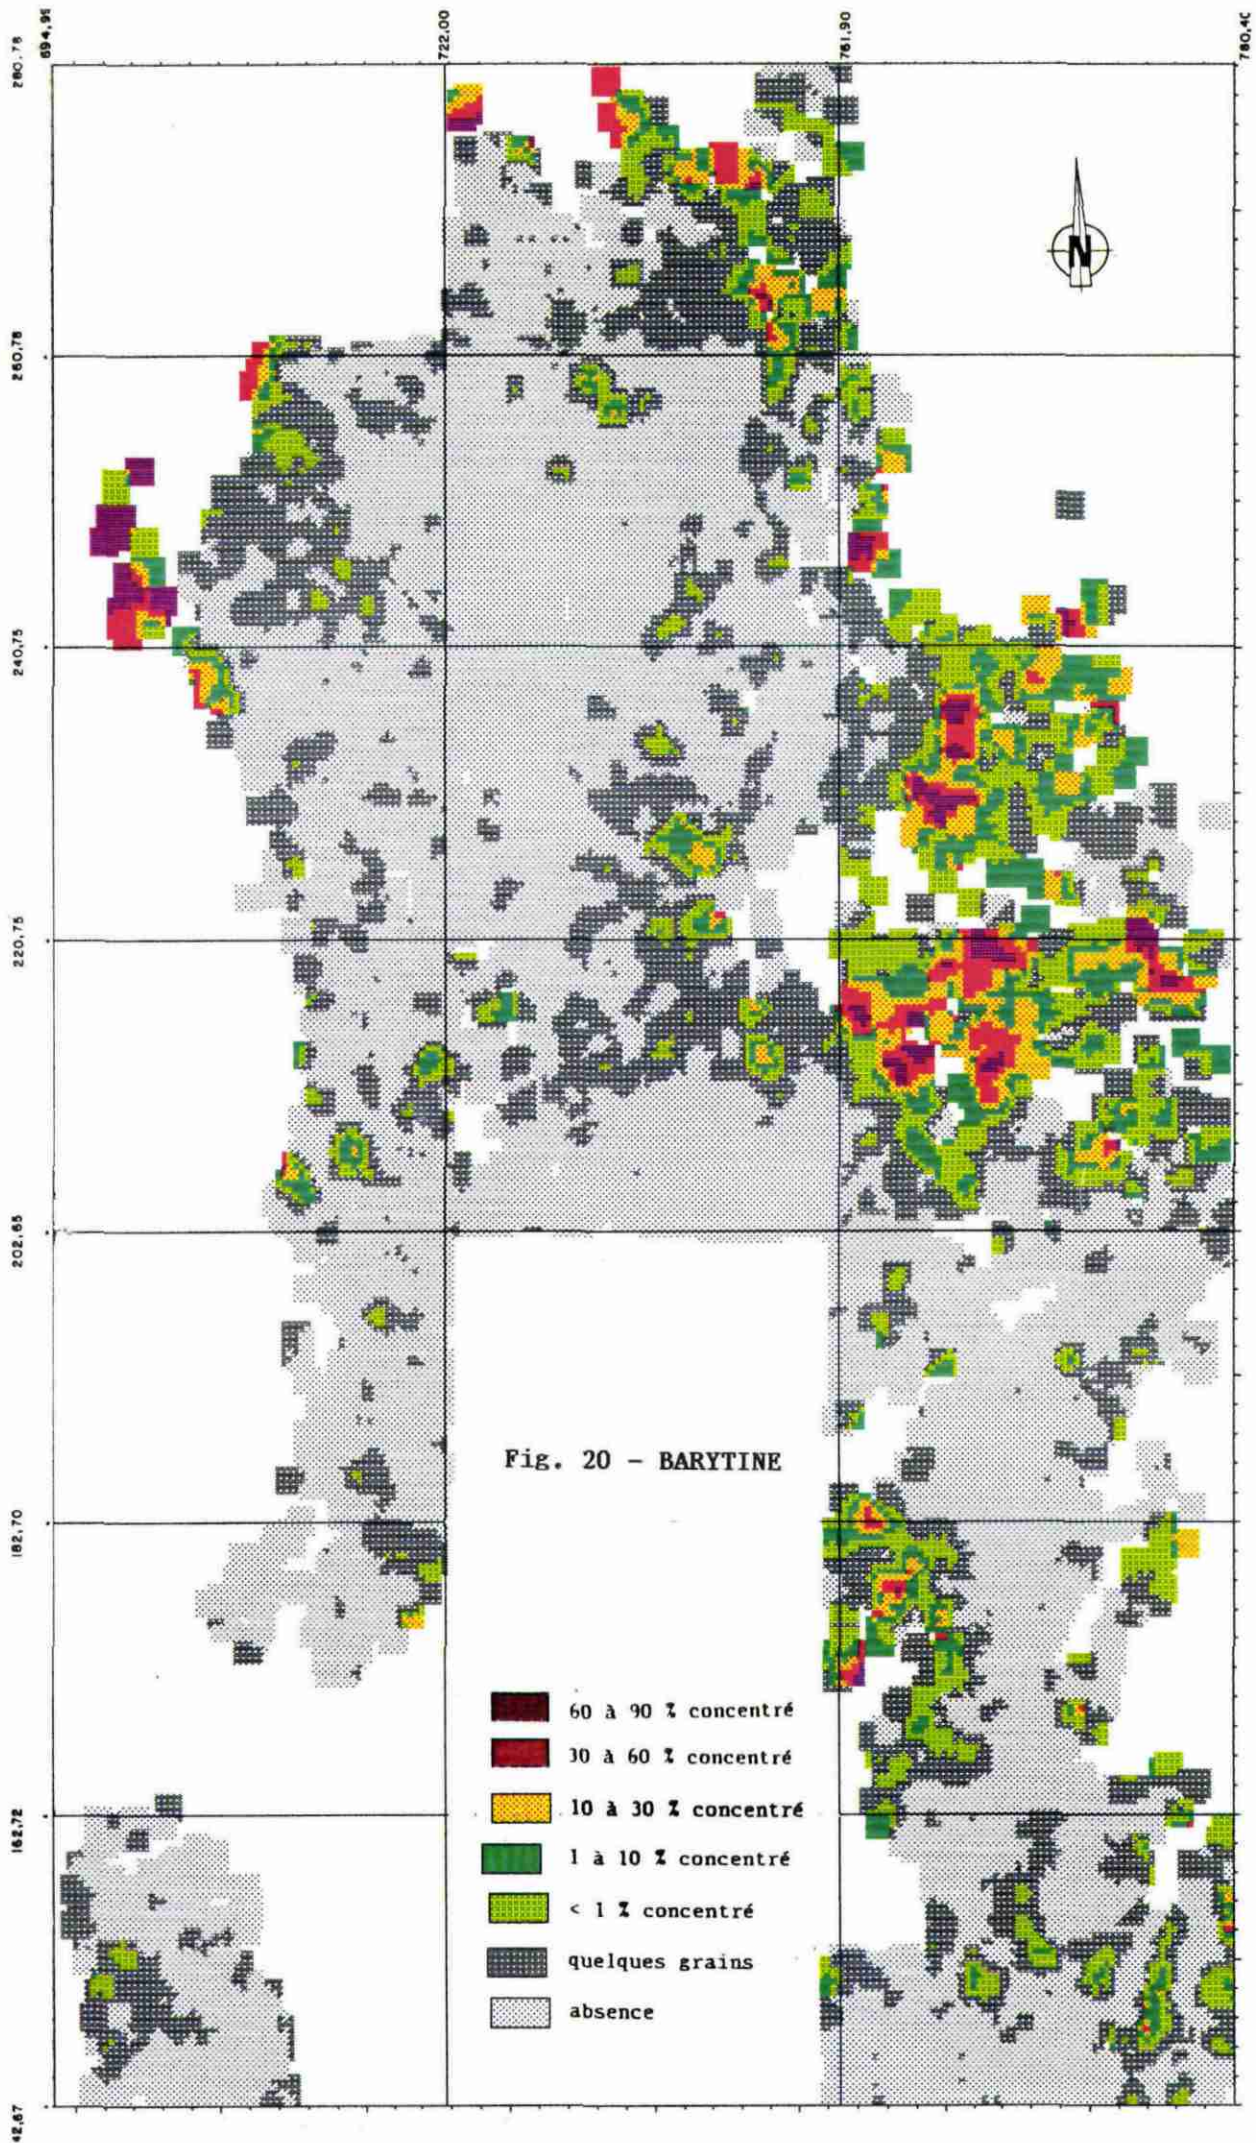 694,95
722,00
761,90
780,40
280,78
260,78
240,75
220,75
202,65
182,70
162,72
42,67
N
Fig. 20 - BARYTINE
60 à 90 % concentré
30 à 60 % concentré
10 à 30 % concentré
1 à 10 % concentré
< 1 % concentré
quelques grains
absence